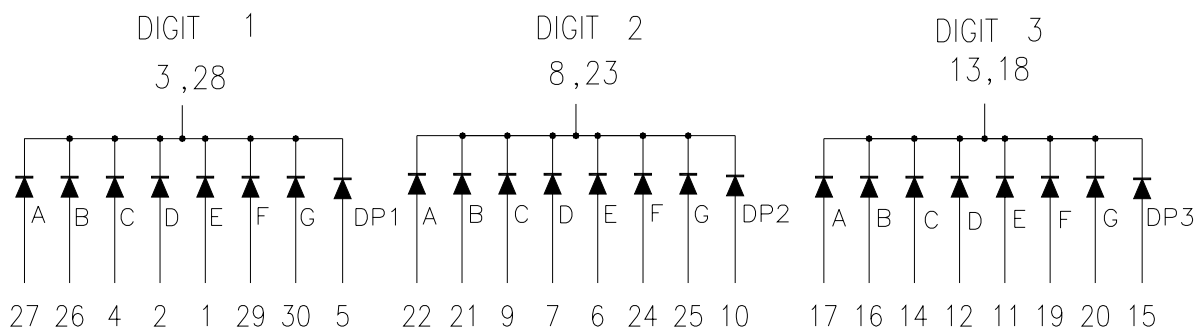 DIGIT 1
3,28
A B C D E F G DP1
27 26 4 2 1 29 30 5
DIGIT 2
8,23
A B C D E F G DP2
22 21 9 7 6 24 25 10
DIGIT 3
13,18
A B C D E F G DP3
17 16 14 12 11 19 20 15